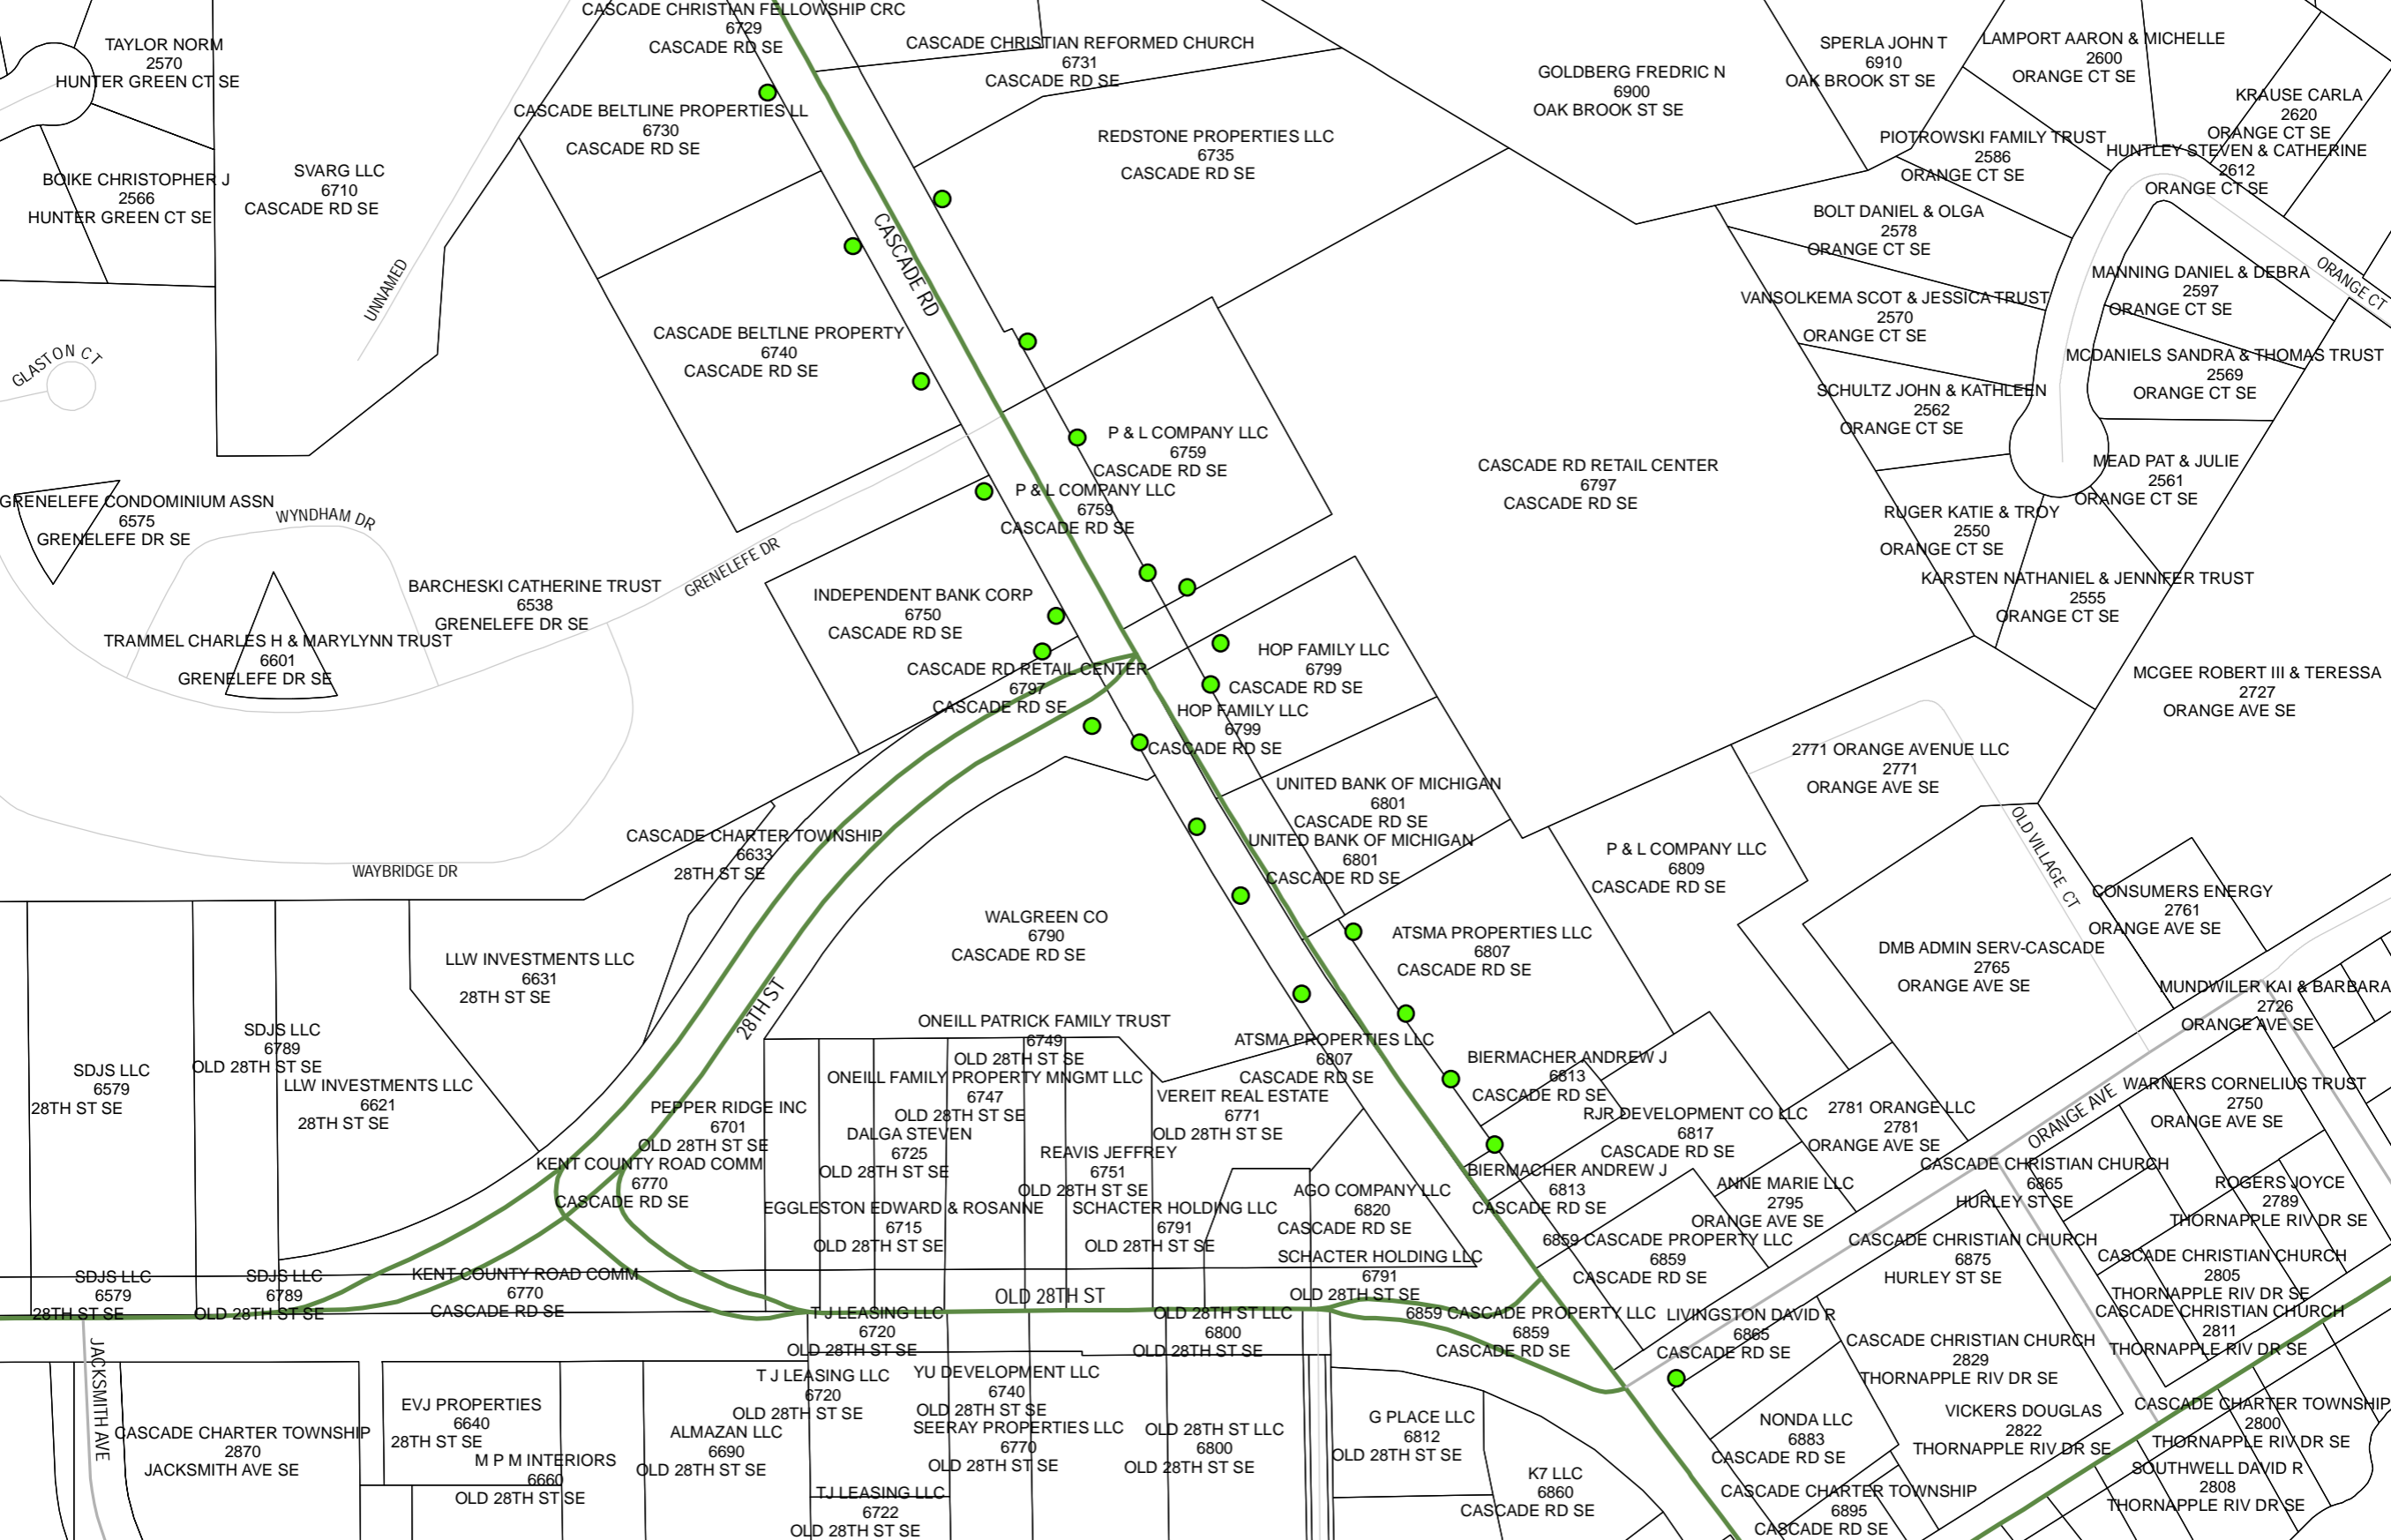 CASCADE CHRISTIAN FELLOWSHIP CRC
6729
CASCADE RD SE
TAYLOR NORM
2570
HUNTER GREEN CT SE
CASCADE CHRISTIAN REFORMED CHURCH
6731
CASCADE RD SE
GOLDBERG FREDRIC N
6900
OAK BROOK ST SE
SPERLA JOHN T
6910
OAK BROOK ST SE
LAMPORT AARON & MICHELLE
2600
ORANGE CT SE
KRAUSE CARLA
2620
ORANGE CT SE
CASCADE BELTLINE PROPERTIES LL
6730
CASCADE RD SE
REDSTONE PROPERTIES LLC
6735
CASCADE RD SE
PIOTROWSKI FAMILY TRUST
2586
ORANGE CT SE
HUNTLEY STEVEN & CATHERINE
2612
ORANGE CT SE
BOIKE CHRISTOPHER J
2566
HUNTER GREEN CT SE
SVARG LLC
6710
CASCADE RD SE
BOLT DANIEL & OLGA
2578
ORANGE CT SE
CASCADE RD
UNNAMED
MANNING DANIEL & DEBRA
2597
ORANGE CT SE
ORANGE CT
VANSOLKEMA SCOT & JESSICA TRUST
2570
ORANGE CT SE
GLASTON CT
CASCADE BELTLNE PROPERTY
6740
CASCADE RD SE
MCDANIELS SANDRA & THOMAS TRUST
2569
ORANGE CT SE
SCHULTZ JOHN & KATHLEEN
2562
ORANGE CT SE
P & L COMPANY LLC
6759
CASCADE RD SE
CASCADE RD RETAIL CENTER
6797
CASCADE RD SE
MEAD PAT & JULIE
2561
ORANGE CT SE
P & L COMPANY LLC
6759
CASCADE RD SE
GRENELEFE CONDOMINIUM ASSN
6575
GRENELEFE DR SE
WYNDHAM DR
RUGER KATIE & TROY
2550
ORANGE CT SE
GRENELEFE DR
BARCHESKI CATHERINE TRUST
6538
GRENELEFE DR SE
INDEPENDENT BANK CORP
6750
CASCADE RD SE
KARSTEN NATHANIEL & JENNIFER TRUST
2555
ORANGE CT SE
TRAMMEL CHARLES H & MARYLYNN TRUST
6601
GRENELEFE DR SE
CASCADE RD RETAIL CENTER
6797
CASCADE RD SE
HOP FAMILY LLC
6799
CASCADE RD SE
MCGEE ROBERT III & TERESSA
2727
ORANGE AVE SE
HOP FAMILY LLC
6799
CASCADE RD SE
2771 ORANGE AVENUE LLC
2771
ORANGE AVE SE
UNITED BANK OF MICHIGAN
6801
CASCADE RD SE
UNITED BANK OF MICHIGAN
6801
CASCADE RD SE
CASCADE CHARTER TOWNSHIP
6633
28TH ST SE
WAYBRIDGE DR
P & L COMPANY LLC
6809
CASCADE RD SE
OLD VILLAGE CT
CONSUMERS ENERGY
2761
ORANGE AVE SE
WALGREEN CO
6790
CASCADE RD SE
ATSMA PROPERTIES LLC
6807
CASCADE RD SE
DMB ADMIN SERV-CASCADE
2765
ORANGE AVE SE
LLW INVESTMENTS LLC
6631
28TH ST SE
28TH ST
MUNDWILER KAI & BARBARA
2726
ORANGE AVE SE
SDJS LLC
6789
OLD 28TH ST SE
ONEILL PATRICK FAMILY TRUST
6749
OLD 28TH ST SE
ATSMA PROPERTIES LLC
6807
CASCADE RD SE
SDJS LLC
6579
28TH ST SE
LLW INVESTMENTS LLC
6621
28TH ST SE
ONEILL FAMILY PROPERTY MNGMT LLC
6747
OLD 28TH ST SE
BIERMACHER ANDREW J
6813
CASCADE RD SE
VEREIT REAL ESTATE
6771
OLD 28TH ST SE
PEPPER RIDGE INC
6701
OLD 28TH ST SE
DALGA STEVEN
6725
OLD 28TH ST SE
RJR DEVELOPMENT CO LLC
6817
CASCADE RD SE
2781 ORANGE LLC
2781
ORANGE AVE SE
ORANGE AVE
WARNERS CORNELIUS TRUST
2750
ORANGE AVE SE
REAVIS JEFFREY
6751
OLD 28TH ST SE
KENT COUNTY ROAD COMM
6770
CASCADE RD SE
BIERMACHER ANDREW J
6813
CASCADE RD SE
CASCADE CHRISTIAN CHURCH
6865
HURLEY ST SE
ANNE MARIE LLC
2795
ORANGE AVE SE
ROGERS JOYCE
2789
THORNAPPLE RIV DR SE
AGO COMPANY LLC
6820
CASCADE RD SE
EGGLESTON EDWARD & ROSANNE
6715
OLD 28TH ST SE
SCHACTER HOLDING LLC
6791
OLD 28TH ST SE
6859 CASCADE PROPERTY LLC
6859
CASCADE RD SE
CASCADE CHRISTIAN CHURCH
6875
HURLEY ST SE
CASCADE CHRISTIAN CHURCH
2805
THORNAPPLE RIV DR SE
SCHACTER HOLDING LLC
6791
OLD 28TH ST SE
SDJS LLC
6579
28TH ST SE
SDJS LLC
6789
OLD 28TH ST SE
KENT COUNTY ROAD COMM
6770
CASCADE RD SE
OLD 28TH ST
T J LEASING LLC
6720
OLD 28TH ST SE
OLD 28TH ST LLC
6800
OLD 28TH ST SE
6859 CASCADE PROPERTY LLC
6859
CASCADE RD SE
LIVINGSTON DAVID R
6865
CASCADE RD SE
CASCADE CHRISTIAN CHURCH
2811
THORNAPPLE RIV DR SE
CASCADE CHRISTIAN CHURCH
2829
THORNAPPLE RIV DR SE
JACKSMITH AVE
T J LEASING LLC
6720
OLD 28TH ST SE
YU DEVELOPMENT LLC
6740
OLD 28TH ST SE
EVJ PROPERTIES
6640
28TH ST SE
CASCADE CHARTER TOWNSHIP
2870
JACKSMITH AVE SE
ALMAZAN LLC
6690
OLD 28TH ST SE
SEERAY PROPERTIES LLC
6770
OLD 28TH ST SE
OLD 28TH ST LLC
6800
OLD 28TH ST SE
G PLACE LLC
6812
OLD 28TH ST SE
NONDA LLC
6883
CASCADE RD SE
VICKERS DOUGLAS
2822
THORNAPPLE RIV DR SE
CASCADE CHARTER TOWNSHIP
2800
THORNAPPLE RIV DR SE
M P M INTERIORS
6660
OLD 28TH ST SE
K7 LLC
6860
CASCADE RD SE
SOUTHWELL DAVID R
2808
THORNAPPLE RIV DR SE
TJ LEASING LLC
6722
OLD 28TH ST SE
CASCADE CHARTER TOWNSHIP
6895
CASCADE RD SE